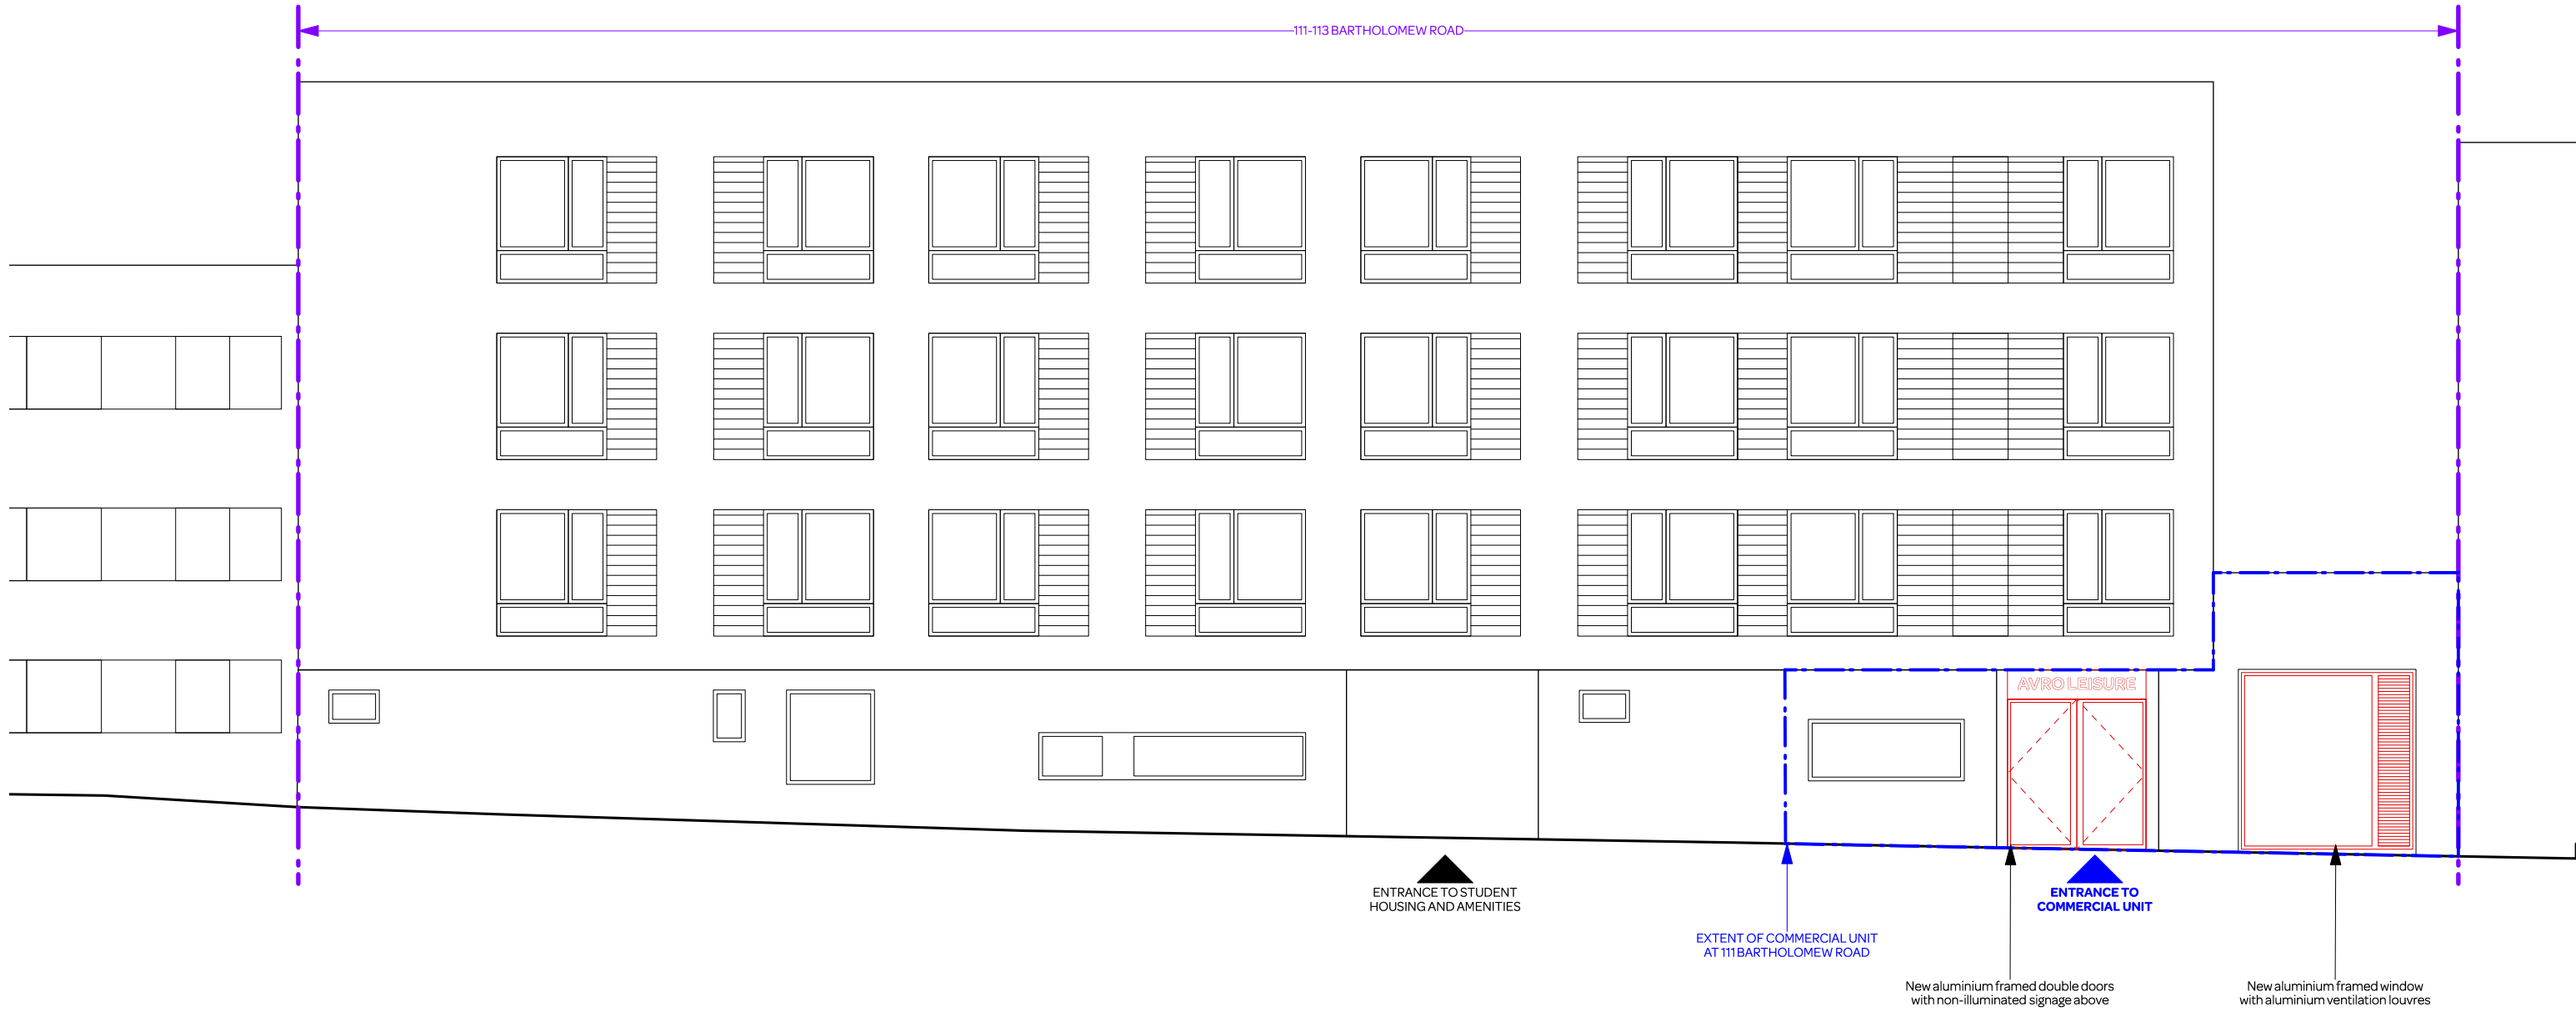 111-113 BARTHOLOMEW ROAD
AVRO LEISURE
ENTRANCE TO STUDENT
HOUSING AND AMENITIES
ENTRANCE TO
COMMERCIAL UNIT
EXTENT OF COMMERCIAL UNIT
AT 111 BARTHOLOMEW ROAD
New aluminium framed double doors
with non-illuminated signage above
New aluminium framed window
with aluminium ventilation louvres